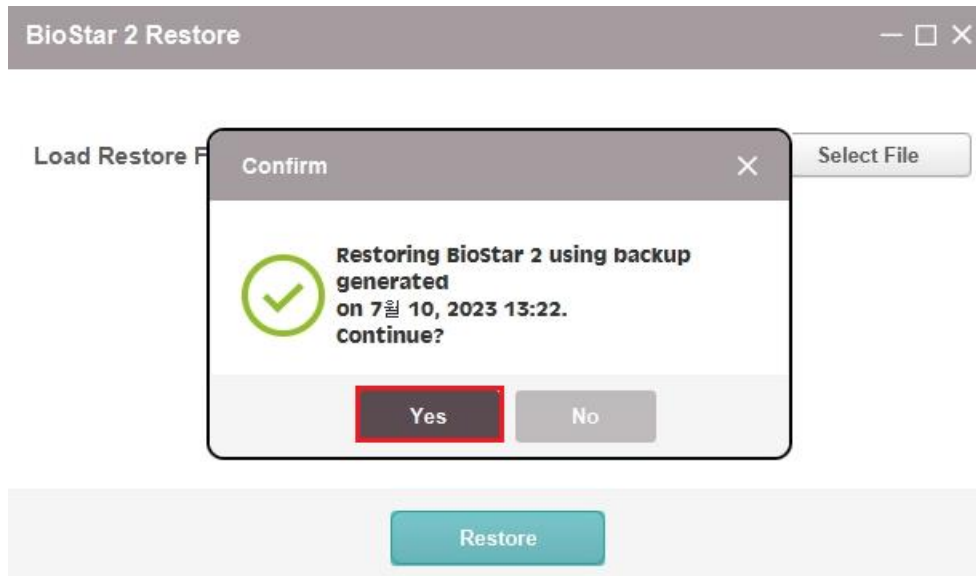 BioStar 2 Restore
Load Restore F
Select File
Confirm
Restoring BioStar 2 using backup
generated
on 7월 10, 2023 13:22.
Continue?
Yes
No
Restore